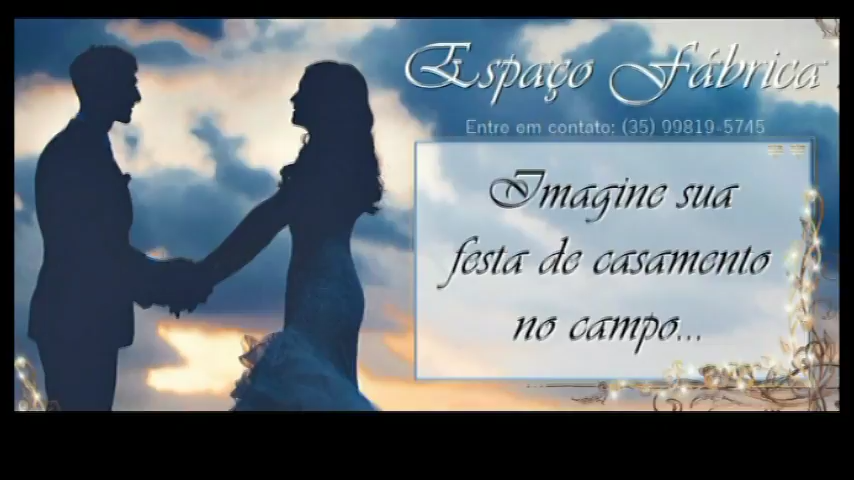 Espaço Fábrica
Entre em contato: (35) 99819-5745
Imagine sua
festa de casamento
no campo...